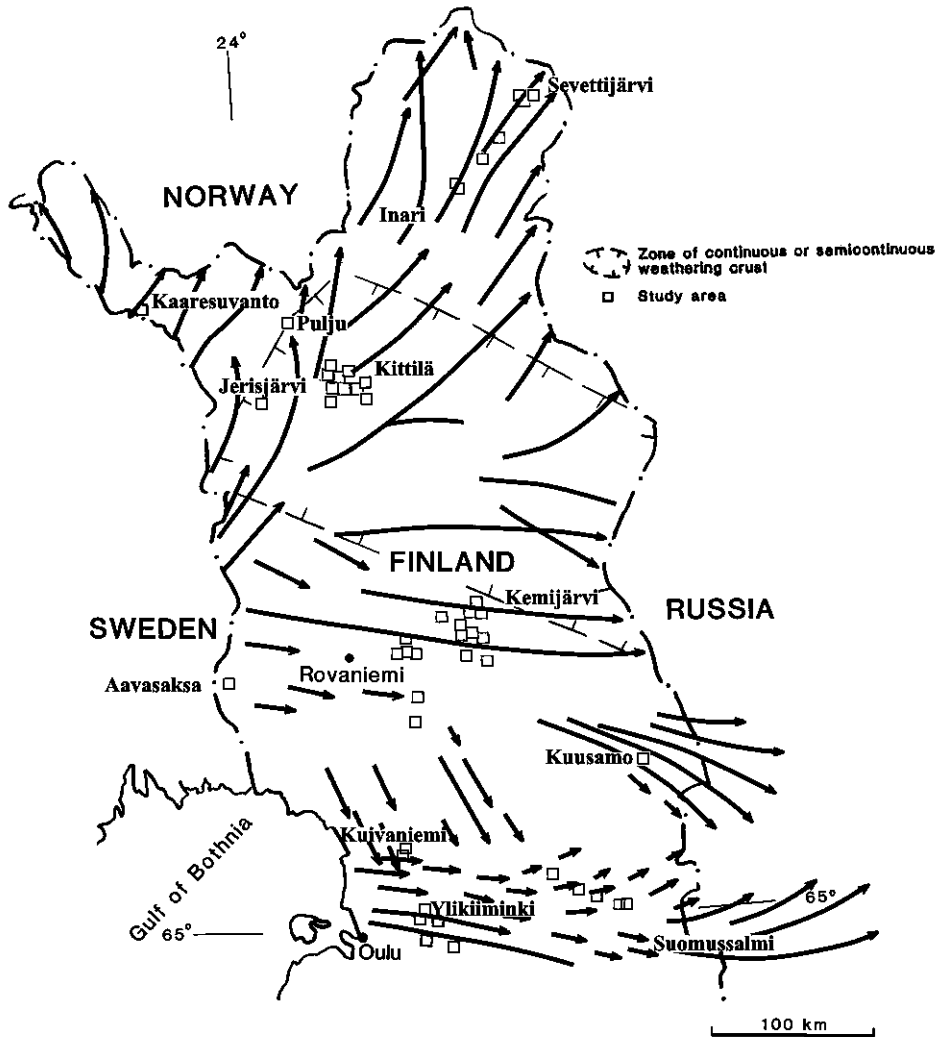 24°
Sevettijärvi
NORWAY
Inari
Zone of continuous or semicontinuous
weathering crust
Study area
Kaaresuvanto
Pulju
Kittilä
Jerisjärvi
1
FINLAND
Kemijärvi
SWEDEN
RUSSIA
Rovaniemi
Aavasaksa
Kuusamo
Kuivaniemi
Gulf of Bothnia
65°
Ylikiiminki
65°
Suomussalmi
Oulu
100 km